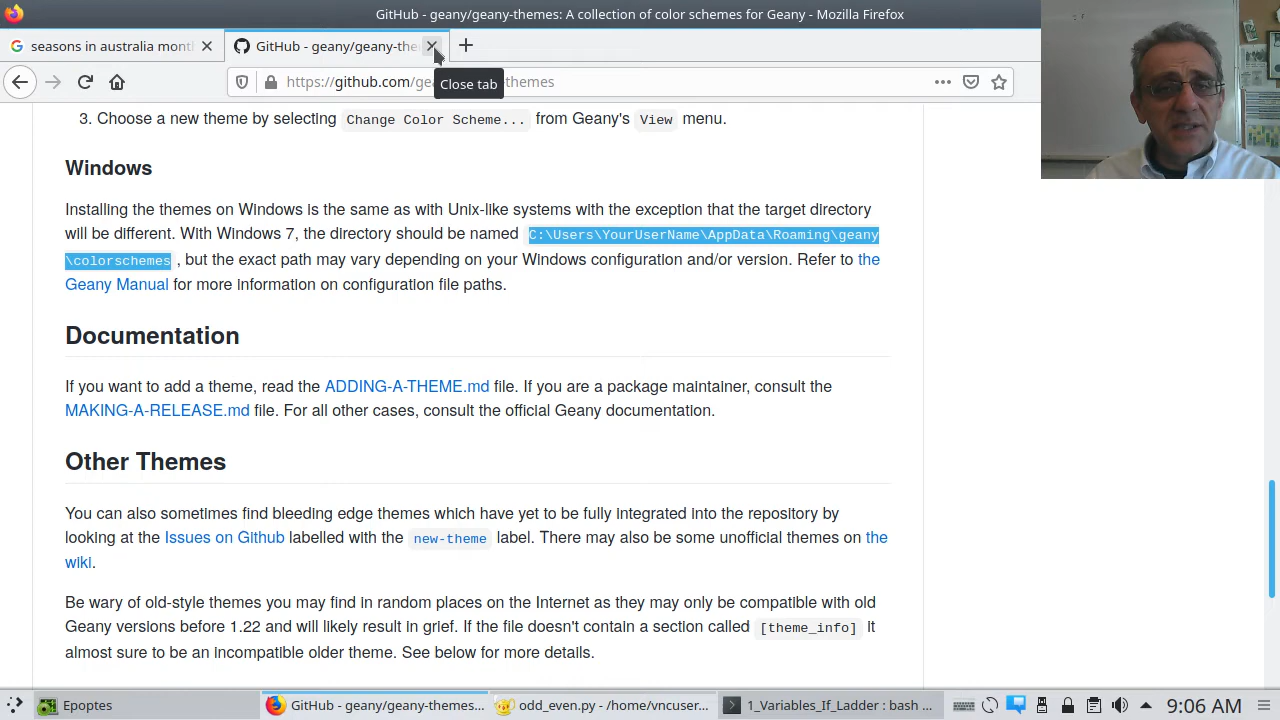 GitHub - geany/geany-themes: A collection of color schemes for Geany - Mozilla Firefox
seasons in australia mont
GitHub - geany/geany-the
Close tab
https://github.com/gea -themes
3. Choose a new theme by selecting Change Color Scheme... from Geany's View menu.
Windows
Installing the themes on Windows is the same as with Unix-like systems with the exception that the target directory
will be different. With Windows 7, the directory should be named C:\Users\YourUserName\AppData\Roaming\geany
\colorschemes , but the exact path may vary depending on your Windows configuration and/or version. Refer to the
Geany Manual for more information on configuration file paths.
Documentation
If you want to add a theme, read the ADDING-A-THEME.md file. If you are a package maintainer, consult the
MAKING-A-RELEASE.md file. For all other cases, consult the official Geany documentation.
Other Themes
You can also sometimes find bleeding edge themes which have yet to be fully integrated into the repository by
looking at the Issues on Github labelled with the new-theme label. There may also be some unofficial themes on the
wiki.
Be wary of old-style themes you may find in random places on the Internet as they may only be compatible with old
Geany versions before 1.22 and will likely result in grief. If the file doesn't contain a section called [theme_info] it
almost sure to be an incompatible older theme. See below for more details.
Epoptes
GitHub - geany/geany-themes...
odd_even.py - /home/vncuser...
1_Variables_If_Ladder : bash ...
9:06 AM